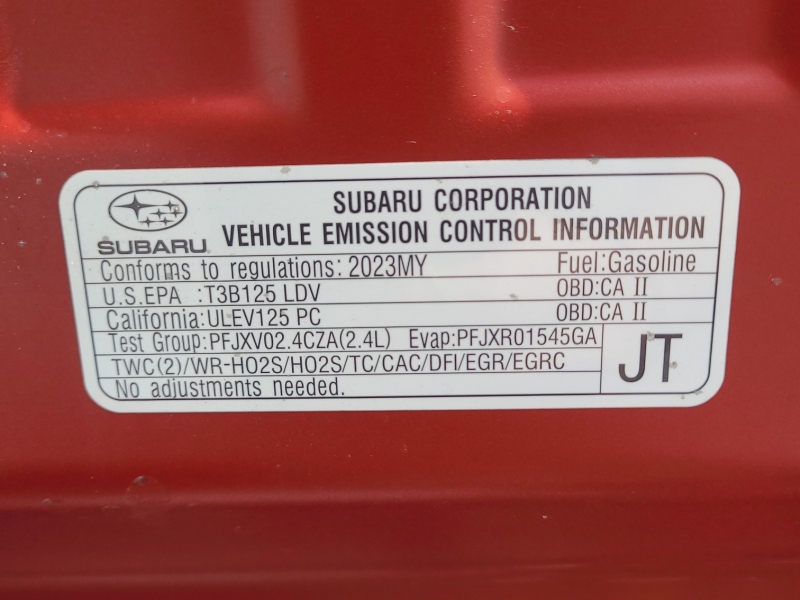 SUBARU CORPORATION
SUBARU VEHICLE EMISSION CONTROL INFORMATION
Conforms to regulations: 2023MY Fuel:Gasoline
U.S.EPA :T3B125 LDV OBD:CA II
California:ULEV125 PC OBD:CA II
Test Group:PFJXV02.4CZA(2.4L) Evap:PFJXR01545GA
TWC(2)/WR-HO2S/HO2S/TC/CAC/DFI/EGR/EGRC
JT
No adjustments needed.